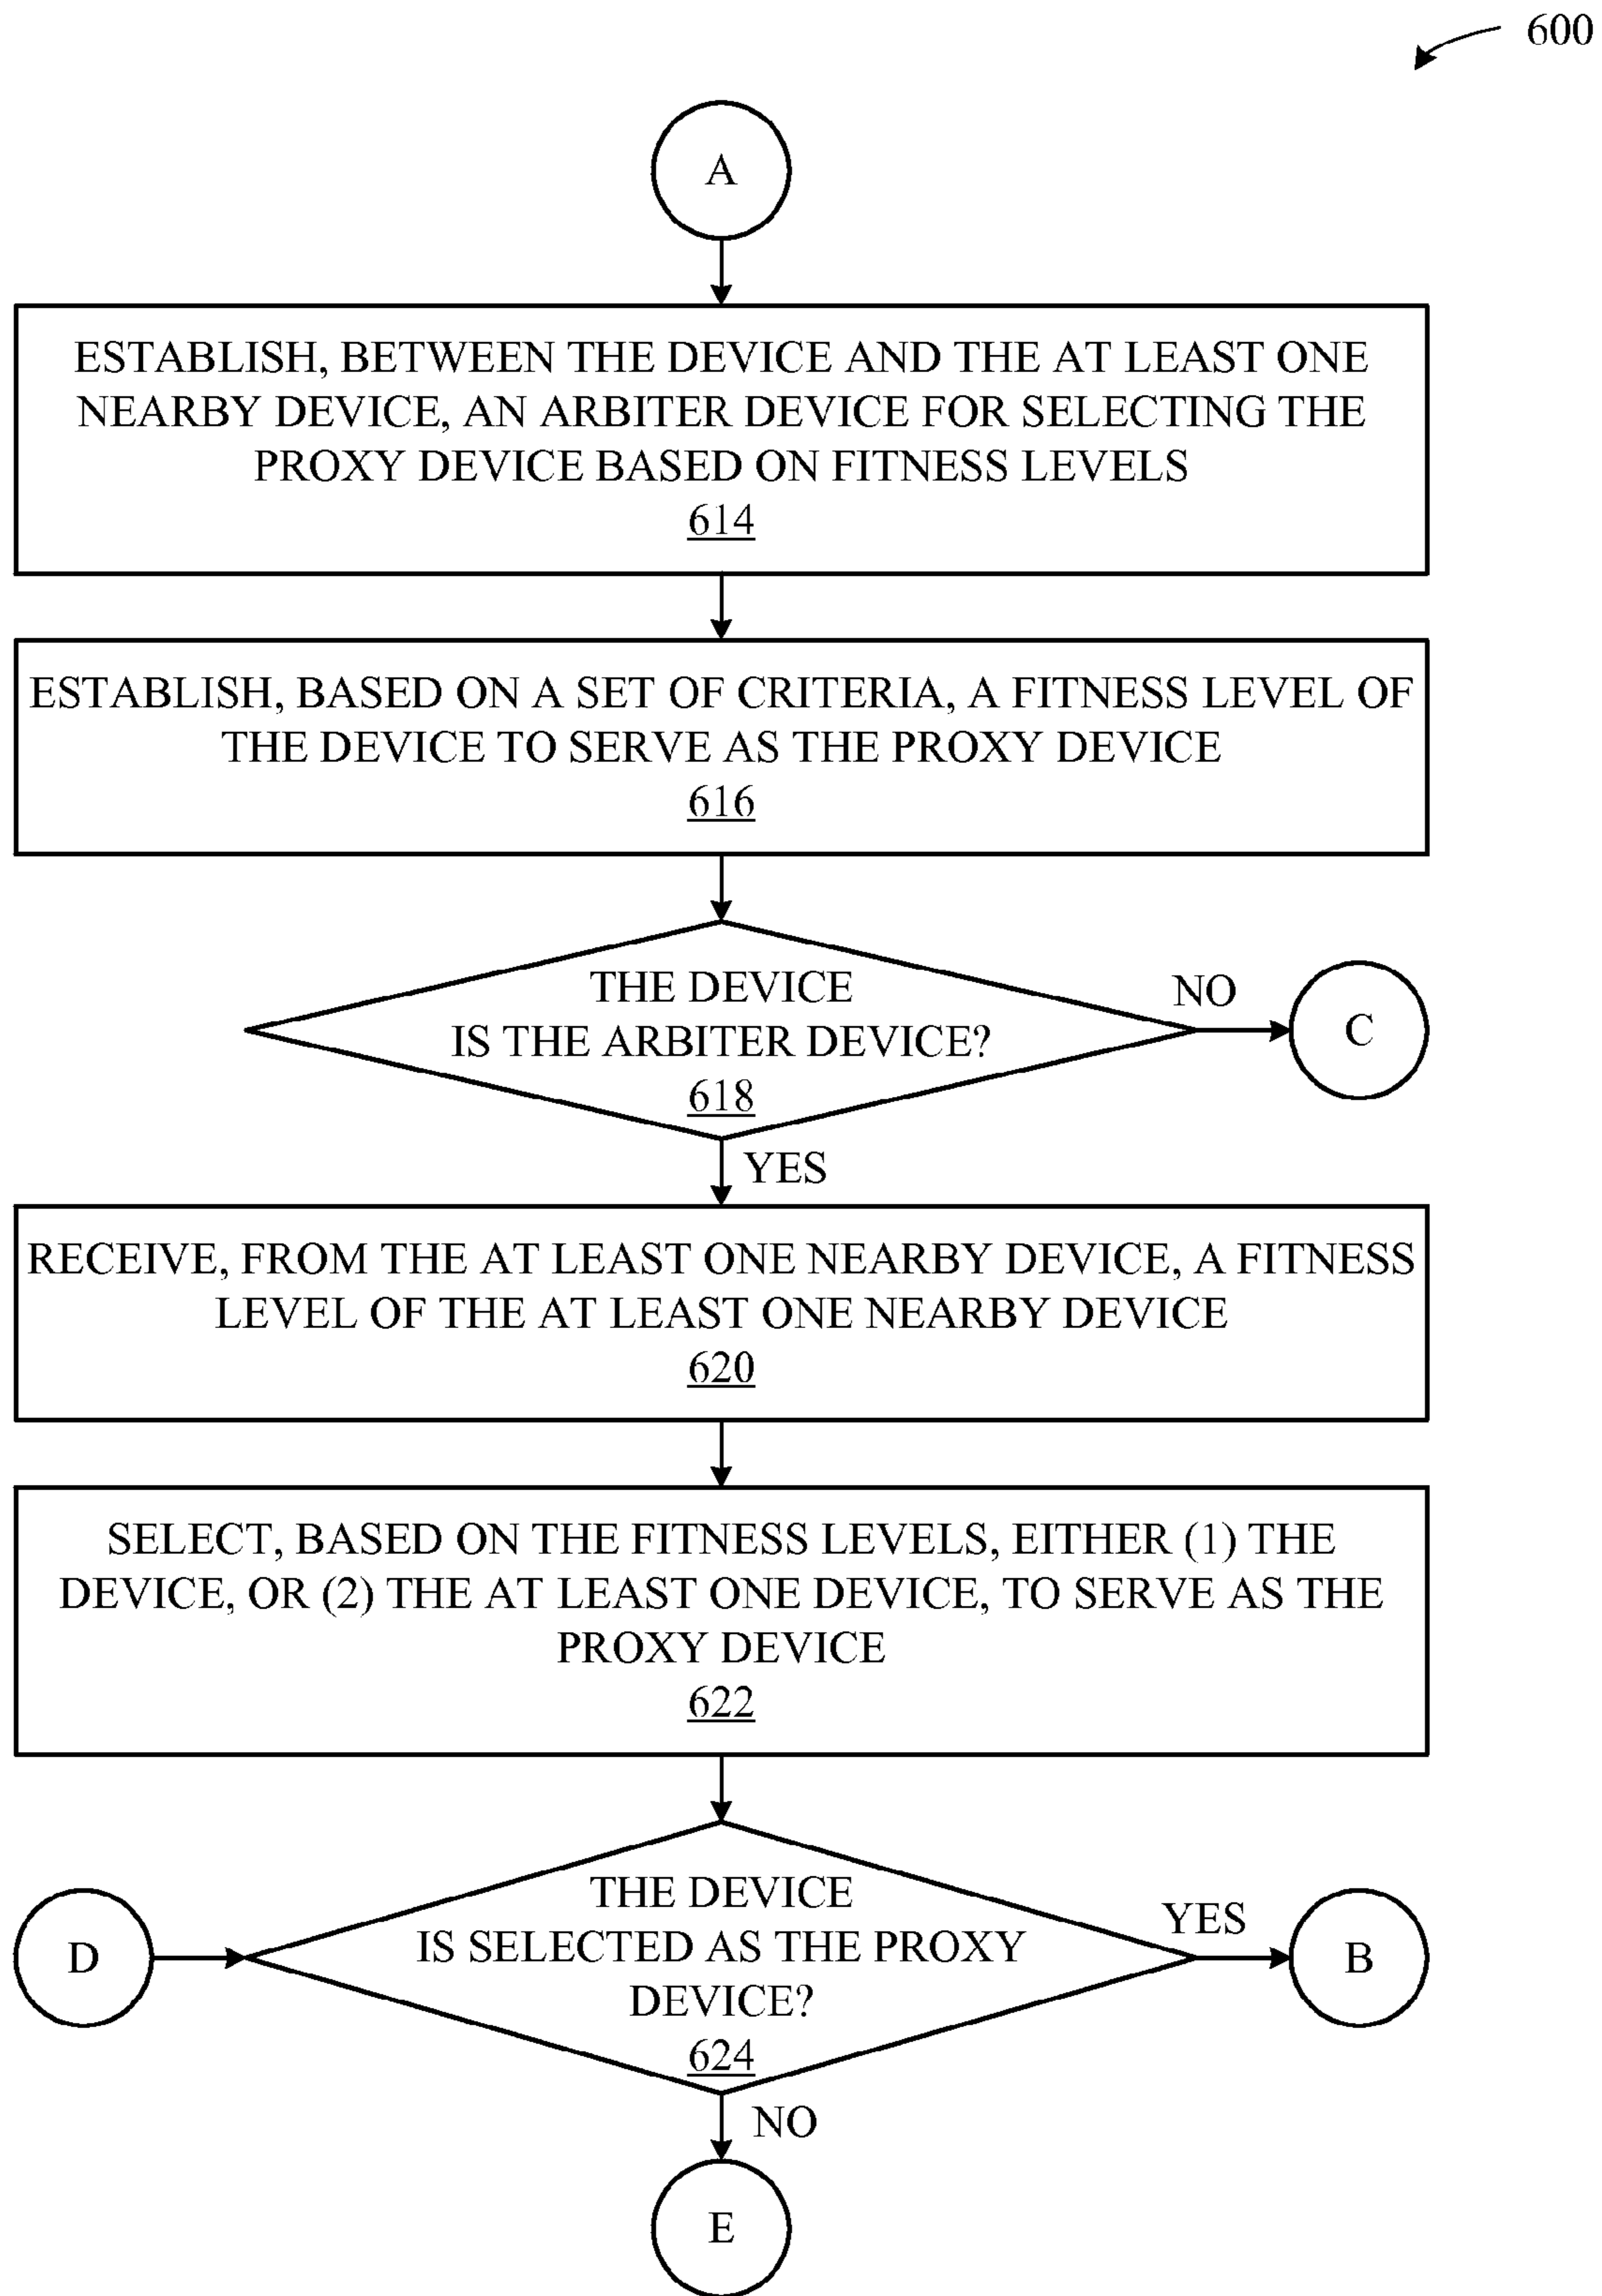 600
A
ESTABLISH, BETWEEN THE DEVICE AND THE AT LEAST ONE
NEARBY DEVICE, AN ARBITER DEVICE FOR SELECTING THE
PROXY DEVICE BASED ON FITNESS LEVELS
614
ESTABLISH, BASED ON A SET OF CRITERIA, A FITNESS LEVEL OF
THE DEVICE TO SERVE AS THE PROXY DEVICE
616
THE DEVICE
IS THE ARBITER DEVICE?
618
NO
C
YES
RECEIVE, FROM THE AT LEAST ONE NEARBY DEVICE, A FITNESS
LEVEL OF THE AT LEAST ONE NEARBY DEVICE
620
SELECT, BASED ON THE FITNESS LEVELS, EITHER (1) THE
DEVICE, OR (2) THE AT LEAST ONE DEVICE, TO SERVE AS THE
PROXY DEVICE
622
D
THE DEVICE
IS SELECTED AS THE PROXY
DEVICE?
624
YES
B
NO
E